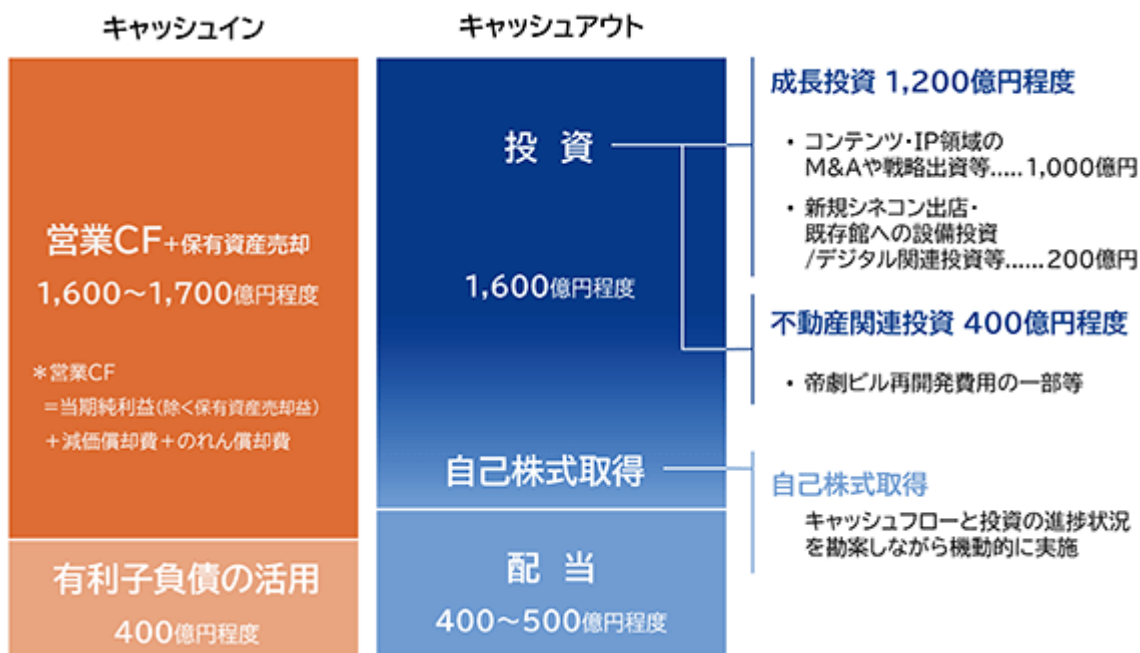 キャッシュイン
キャッシュアウト
営業CF+保有資産売却
1,600〜1,700億円程度
＊営業CF
＝当期純利益(除く保有資産売却益)
＋減価償却費＋のれん償却費
有利子負債の活用
400億円程度
投 資
1,600億円程度
自己株式取得
配 当
400〜500億円程度
成長投資 1,200億円程度
・ コンテンツ・IP領域の
M&Aや戦略出資等.....1,000億円
・ 新規シネコン出店・
既存館への設備投資
/デジタル関連投資等......200億円
不動産関連投資 400億円程度
・ 帝劇ビル再開発費用の一部等
自己株式取得
キャッシュフローと投資の進捗状況
を勘案しながら機動的に実施